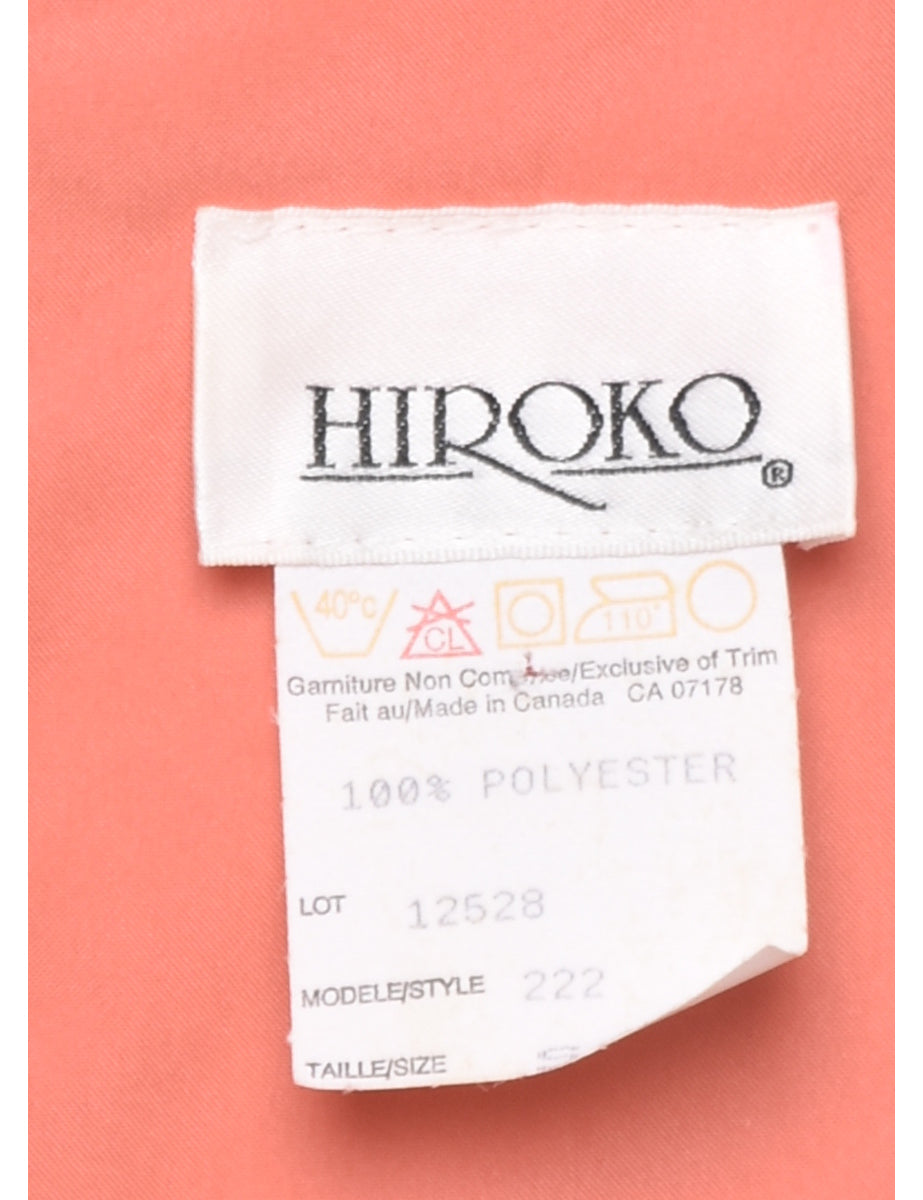 HIROKO ®
40°C CL 110°
Garniture Non /Exclusive of Trim
Fait au/Made in Canada CA 07178
100% POLYESTER
LOT 12528
MODELE/STYLE 222
TAILLE/SIZE